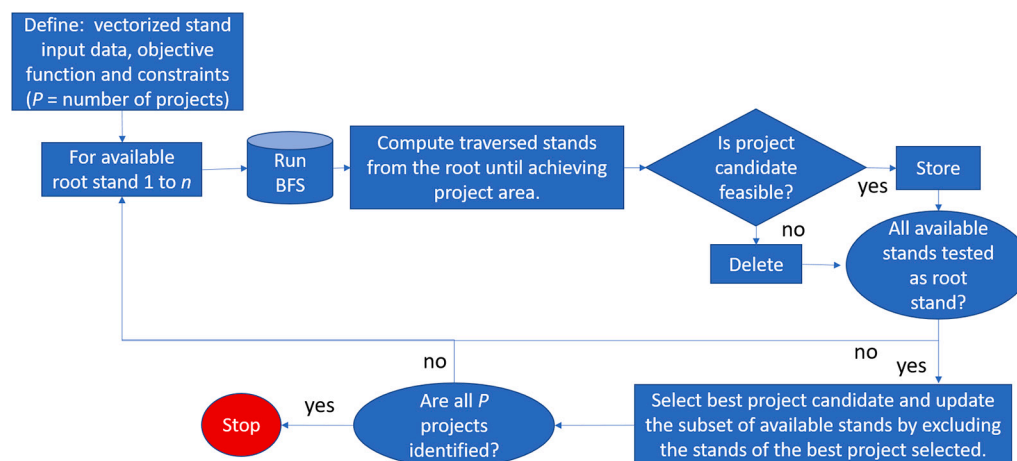 Define:  vectorized stand
input data, objective
function and constraints
(P = number of projects)
For available
root stand 1 to n
Run
BFS
Compute traversed stands
from the root until achieving
project area.
Is project
candidate
feasible?
yes
Store
no
Delete
All available
stands tested
as root
stand?
no
yes
Select best project candidate and update
the subset of available stands by excluding
the stands of the best project selected.
Are all P
projects
identified?
no
yes
Stop